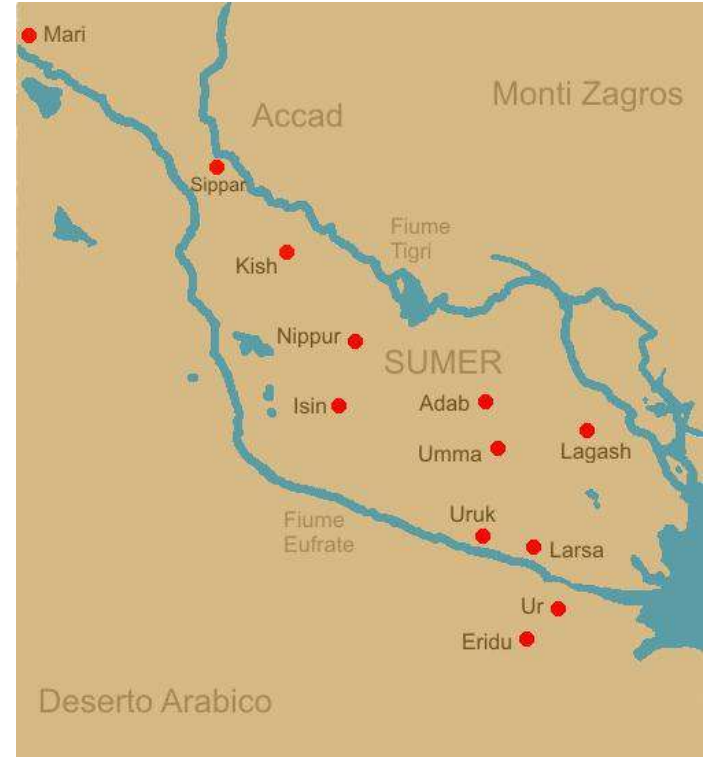 Mari
Monti Zagros
Accad
Sippar
Fiume
Tigri
Kish
Nippur
SUMER
Isin
Adab
Umma
Lagash
Uruk
Fiume
Eufrate
Larsa
Ur
Eridu
Deserto Arabico